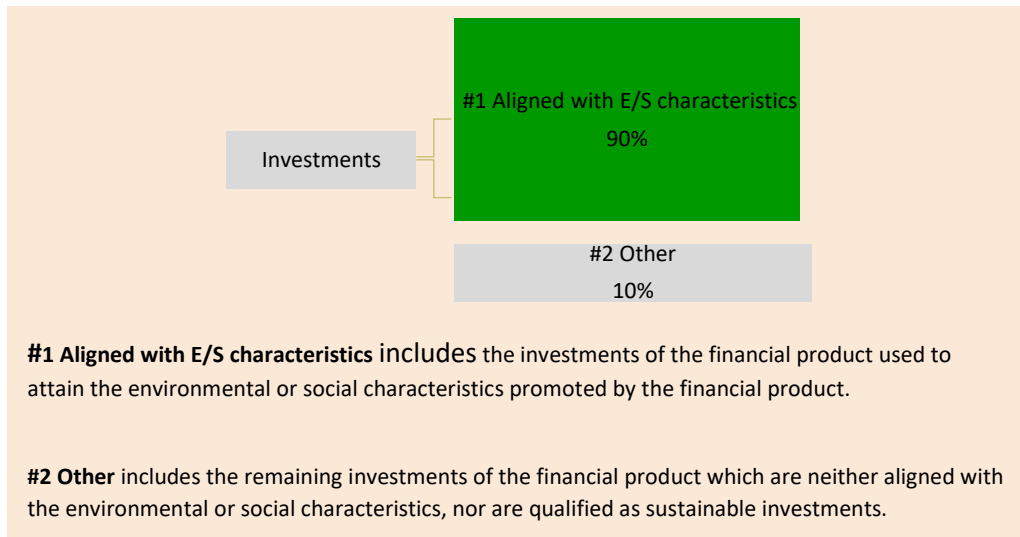 #1 Aligned with E/S characteristics
90%
Investments
#2 Other
10%
#1 Aligned with E/S characteristics includes the investments of the financial product used to
attain the environmental or social characteristics promoted by the financial product.
#2 Other includes the remaining investments of the financial product which are neither aligned with
the environmental or social characteristics, nor are qualified as sustainable investments.